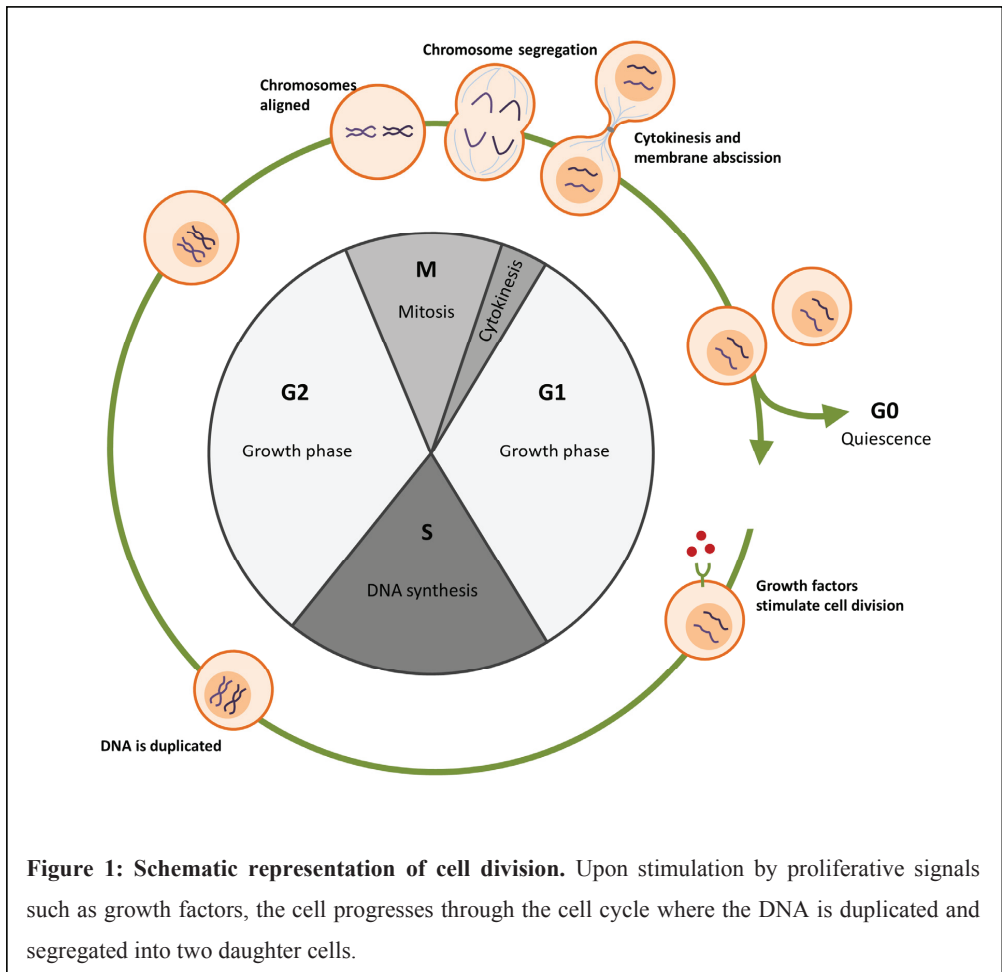 Chromosome segregation
Chromosomes
aligned
Cytokinesis and
membrane abscission
M
Mitosis
Cytokinesis
G2
Growth phase
G1
Growth phase
G0
Quiescence
S
DNA synthesis
Growth factors
stimulate cell division
DNA is duplicated
Figure 1: Schematic representation of cell division. Upon stimulation by proliferative signals
such as growth factors, the cell progresses through the cell cycle where the DNA is duplicated and
segregated into two daughter cells.